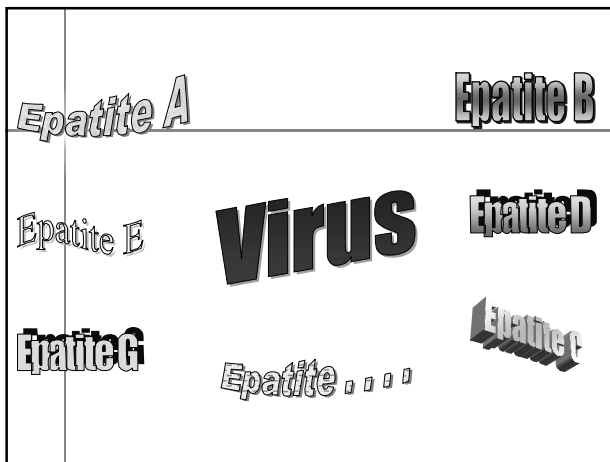 Epatite A
Epatite B
Epatite E
Virus
Epatite D
Epatite G
Epatite C
Epatite . . . .